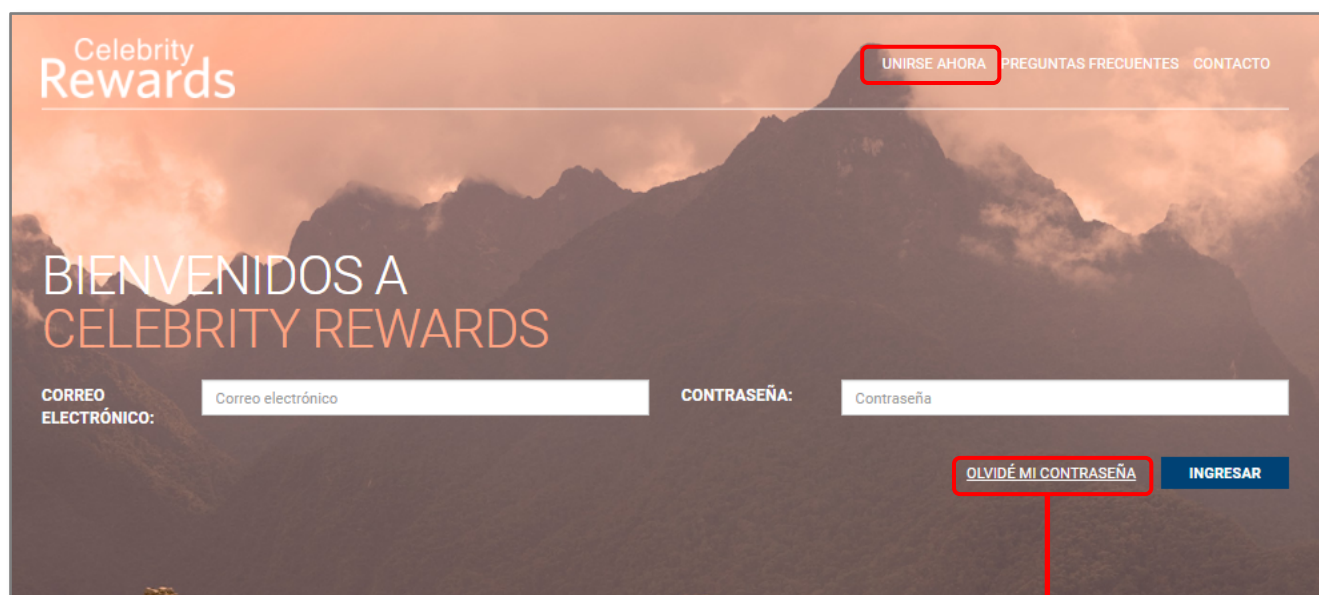 Celebrity
Rewards
UNIRSE AHORA PREGUNTAS FRECUENTES CONTACTO
BIENVENIDOS A
CELEBRITY REWARDS
CORREO
ELECTRÓNICO:
Correo electrónico
CONTRASEÑA:
Contraseña
OLVIDÉ MI CONTRASEÑA
INGRESAR